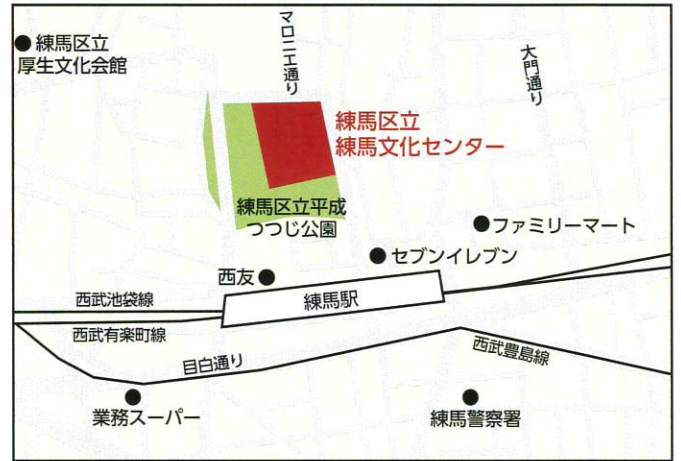 練馬区立
厚生文化会館
マロニエ通り
大門通り
練馬区立
練馬文化センター
練馬区立平成
つつじ公園
ファミリーマート
セブンイレブン
西友
練馬駅
西武池袋線
西武有楽町線
目白通り
西武豊島線
業務スーパー
練馬警察署